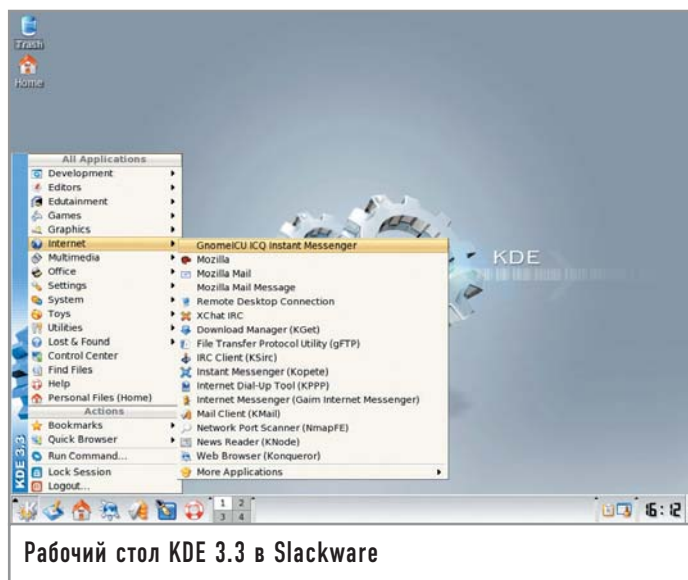 Trash
Home
KDE
All Applications
Development
Editors
Edutainment
Games
Graphics
Internet
Multimedia
Office
Settings
System
Toys
Utilities
Lost & Found
Control Center
Find Files
Help
Personal Files (Home)
Actions
Bookmarks
Quick Browser
Run Command...
Lock Session
Logout...
KDE 3.3
GnomeICU ICQ Instant Messenger
Mozilla
Mozilla Mail
Mozilla Mail Message
Remote Desktop Connection
XChat IRC
Download Manager (KGet)
File Transfer Protocol Utility (gFTP)
IRC Client (KSirc)
Instant Messenger (Kopete)
Internet Dial-Up Tool (KPPP)
Internet Messenger (Gaim Internet Messenger)
Mail Client (KMail)
Network Port Scanner (NmapFE)
News Reader (KNode)
Web Browser (Konqueror)
More Applications
1 2
3 4
16:12
Рабочий стол KDE 3.3 в Slackware